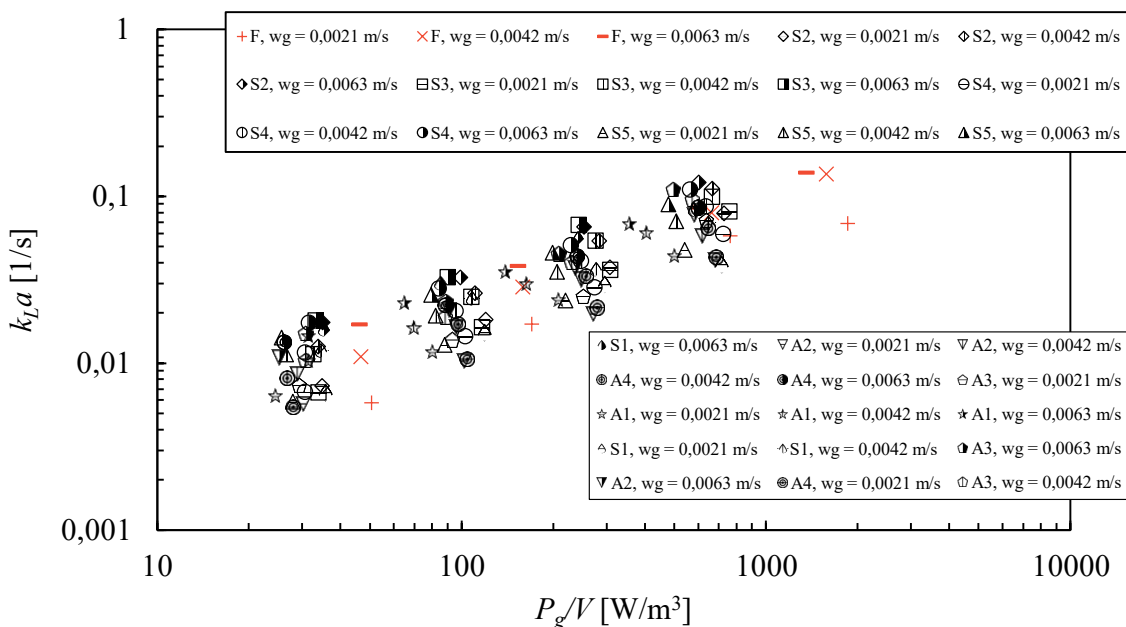 1
F, wg = 0,0021 m/s F, wg = 0,0042 m/s F, wg = 0,0063 m/s S2, wg = 0,0021 m/s S2, wg = 0,0042 m/s
S2, wg = 0,0063 m/s S3, wg = 0,0021 m/s S3, wg = 0,0042 m/s S3, wg = 0,0063 m/s S4, wg = 0,0021 m/s
S4, wg = 0,0042 m/s S4, wg = 0,0063 m/s S5, wg = 0,0021 m/s S5, wg = 0,0042 m/s S5, wg = 0,0063 m/s
0,1
kLa [1/s]
0,01
S1, wg = 0,0063 m/s A2, wg = 0,0021 m/s A2, wg = 0,0042 m/s
A4, wg = 0,0042 m/s A4, wg = 0,0063 m/s A3, wg = 0,0021 m/s
A1, wg = 0,0021 m/s A1, wg = 0,0042 m/s A1, wg = 0,0063 m/s
S1, wg = 0,0021 m/s S1, wg = 0,0042 m/s A3, wg = 0,0063 m/s
A2, wg = 0,0063 m/s A4, wg = 0,0021 m/s A3, wg = 0,0042 m/s
0,001
10 100 1000 10000
Pg/V [W/m³]